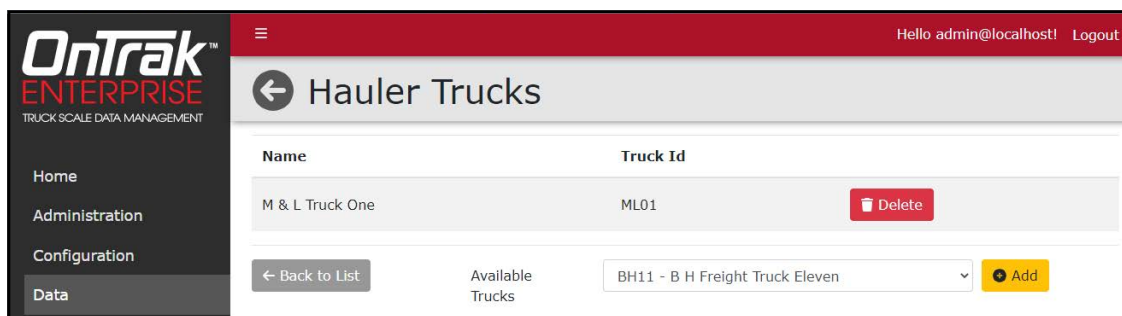 OnTrak™
ENTERPRISE
TRUCK SCALE DATA MANAGEMENT
Home
Administration
Configuration
Data
Hello admin@localhost! Logout
Hauler Trucks
Name Truck Id
M & L Truck One ML01 Delete
Back to List Available Trucks BH11 - B H Freight Truck Eleven Add